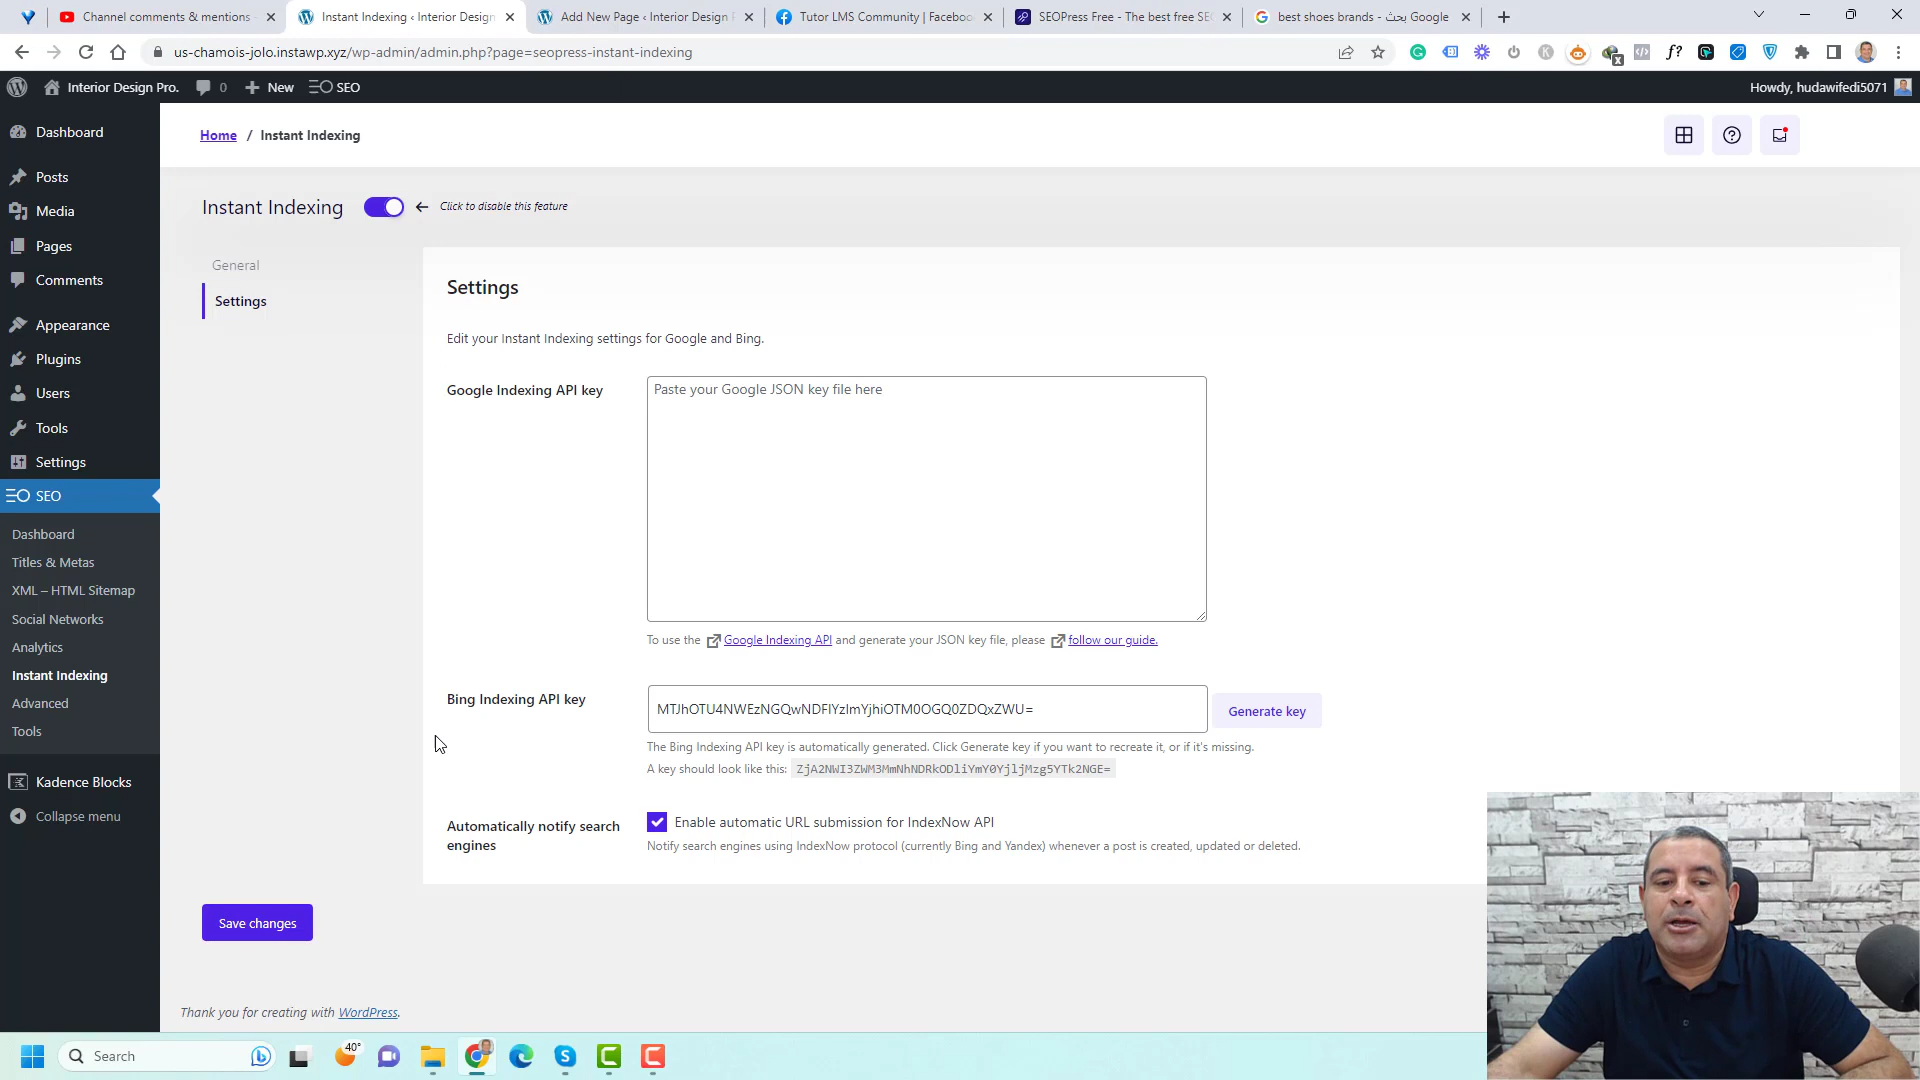 Channel comments & mentions -
Instant Indexing ‹ Interior Design
Add New Page ‹ Interior Design P
Tutor LMS Community | Faceboo
SEOPress Free - The best free SEO
best shoes brands - بحث Google
us-chamois-jolo.instawp.xyz/wp-admin/admin.php?page=seopress-instant-indexing
Interior Design Pro.
0
New
SEO
Howdy, hudawifedi5071
Dashboard
Posts
Media
Pages
Comments
Appearance
Plugins
Users
Tools
Settings
SEO
Dashboard
Titles & Metas
XML – HTML Sitemap
Social Networks
Analytics
Instant Indexing
Advanced
Tools
Kadence Blocks
Collapse menu
Home / Instant Indexing
Instant Indexing
Click to disable this feature
General
Settings
Settings
Edit your Instant Indexing settings for Google and Bing.
Google Indexing API key
Paste your Google JSON key file here
To use the Google Indexing API and generate your JSON key file, please follow our guide.
Bing Indexing API key
Generate key
The Bing Indexing API key is automatically generated. Click Generate key if you want to recreate it, or if it's missing.
A key should look like this: ZjA2NWI3ZWM3MmNhNDRkODliYmY0YjljMzg5YTk2NGE=
Automatically notify search engines
Enable automatic URL submission for IndexNow API
Notify search engines using IndexNow protocol (currently Bing and Yandex) whenever a post is created, updated or deleted.
Save changes
Thank you for creating with WordPress.
Search
40°